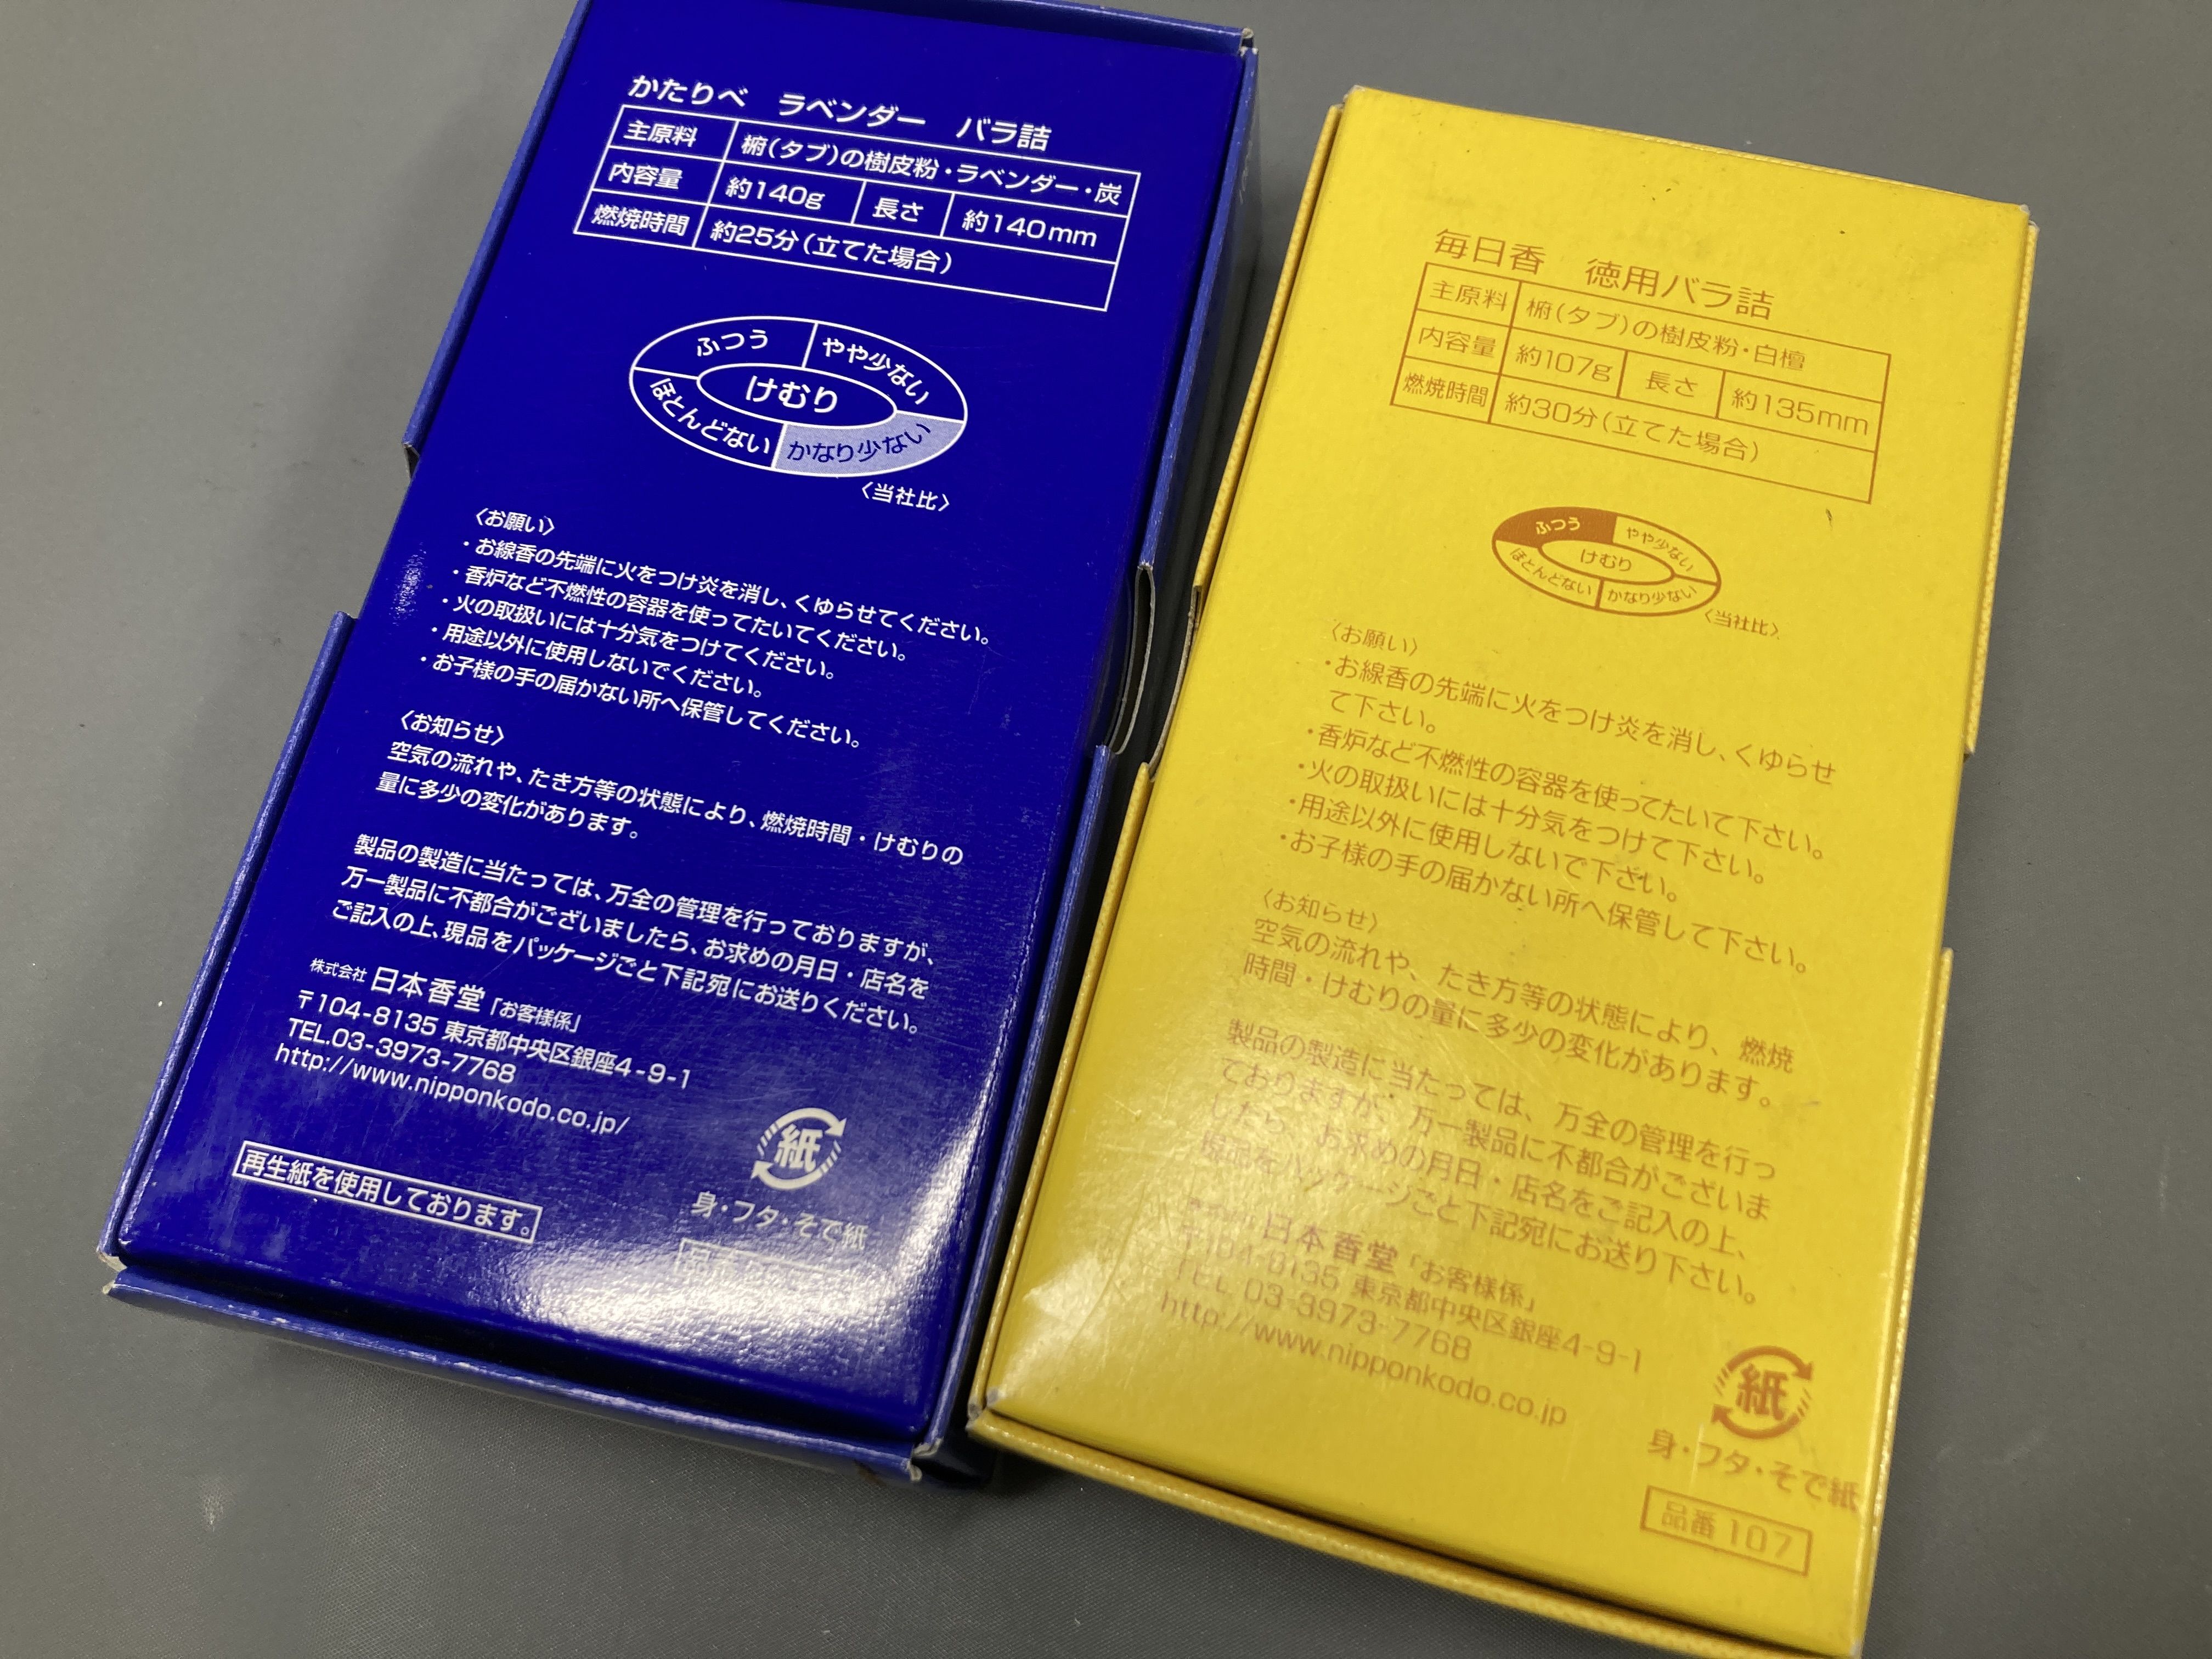 かたりべ　ラベンダー　バラ詰
主原料 椨(タブ)の樹皮粉・ラベンダー・炭
内容量 約140g 長さ 約140mm
燃焼時間 約25分(立てた場合)
ふつう やや少ない
けむり
ほとんどない かなり少ない
〈当社比〉
〈お願い〉
・お線香の先端に火をつけ炎を消し、くゆらせてください。
・香炉など不燃性の容器を使ってたいてください。
・火の取扱いには十分気をつけてください。
・用途以外に使用しないでください。
・お子様の手の届かない所へ保管してください。
〈お知らせ〉
空気の流れや、たき方等の状態により、燃焼時間・けむりの
量に多少の変化があります。
製品の製造に当たっては、万全の管理を行っておりますが、
万一製品に不都合がございましたら、お求めの月日・店名を
ご記入の上、現品をパッケージごと下記宛にお送りください。
株式会社 日本香堂「お客様係」
〒104-8135 東京都中央区銀座4-9-1
TEL.03-3973-7768
http://www.nipponkodo.co.jp/
紙
身・フタ・そで紙
再生紙を使用しております。
毎日香　徳用バラ詰
主原料 椨(タブ)の樹皮粉・白檀
内容量 約107g 長さ 約135mm
燃焼時間 約30分(立てた場合)
ふつう やや少ない
けむり
ほとんどない かなり少ない
〈当社比〉
〈お願い〉
・お線香の先端に火をつけ炎を消し、くゆらせ
て下さい。
・香炉など不燃性の容器を使ってたいて下さい。
・火の取扱いには十分気をつけて下さい。
・用途以外に使用しないで下さい。
・お子様の手の届かない所へ保管して下さい。
〈お知らせ〉
空気の流れや、たき方等の状態により、燃焼
時間・けむりの量に多少の変化があります。
製品の製造に当たっては、万全の管理を行っ
ておりますが、万一製品に不都合がございま
したら、お求めの月日・店名をご記入の上、
現品をパッケージごと下記宛にお送り下さい。
日本香堂「お客様係」
〒104-8135 東京都中央区銀座4-9-1
TEL 03-3973-7768
http://www.nipponkodo.co.jp
紙
身・フタ・そで紙
品番107